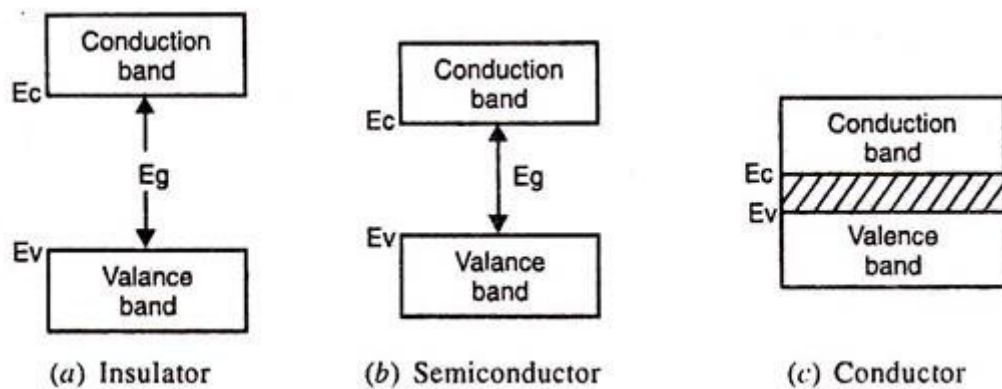 Conduction
band
Ec
Eg
Ev
Valance
band
(a) Insulator
Conduction
band
Ec
Eg
Ev
Valance
band
(b) Semiconductor
Conduction
band
Ec
Ev
Valence
band
(c) Conductor